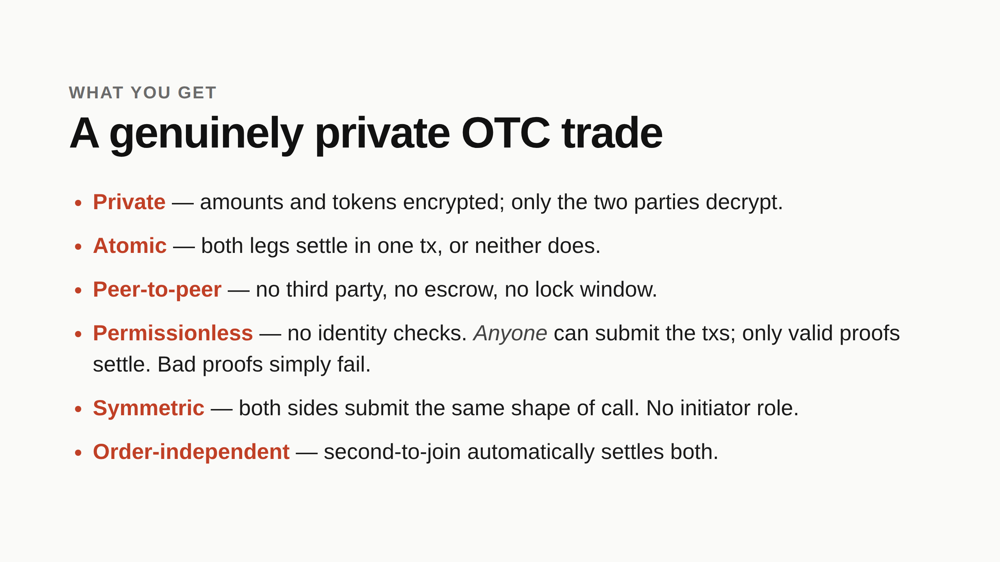 WHAT YOU GET
A genuinely private OTC trade
• Private — amounts and tokens encrypted; only the two parties decrypt.
• Atomic — both legs settle in one tx, or neither does.
• Peer-to-peer — no third party, no escrow, no lock window.
• Permissionless — no identity checks. Anyone can submit the txs; only valid proofs
settle. Bad proofs simply fail.
• Symmetric — both sides submit the same shape of call. No initiator role.
• Order-independent — second-to-join automatically settles both.